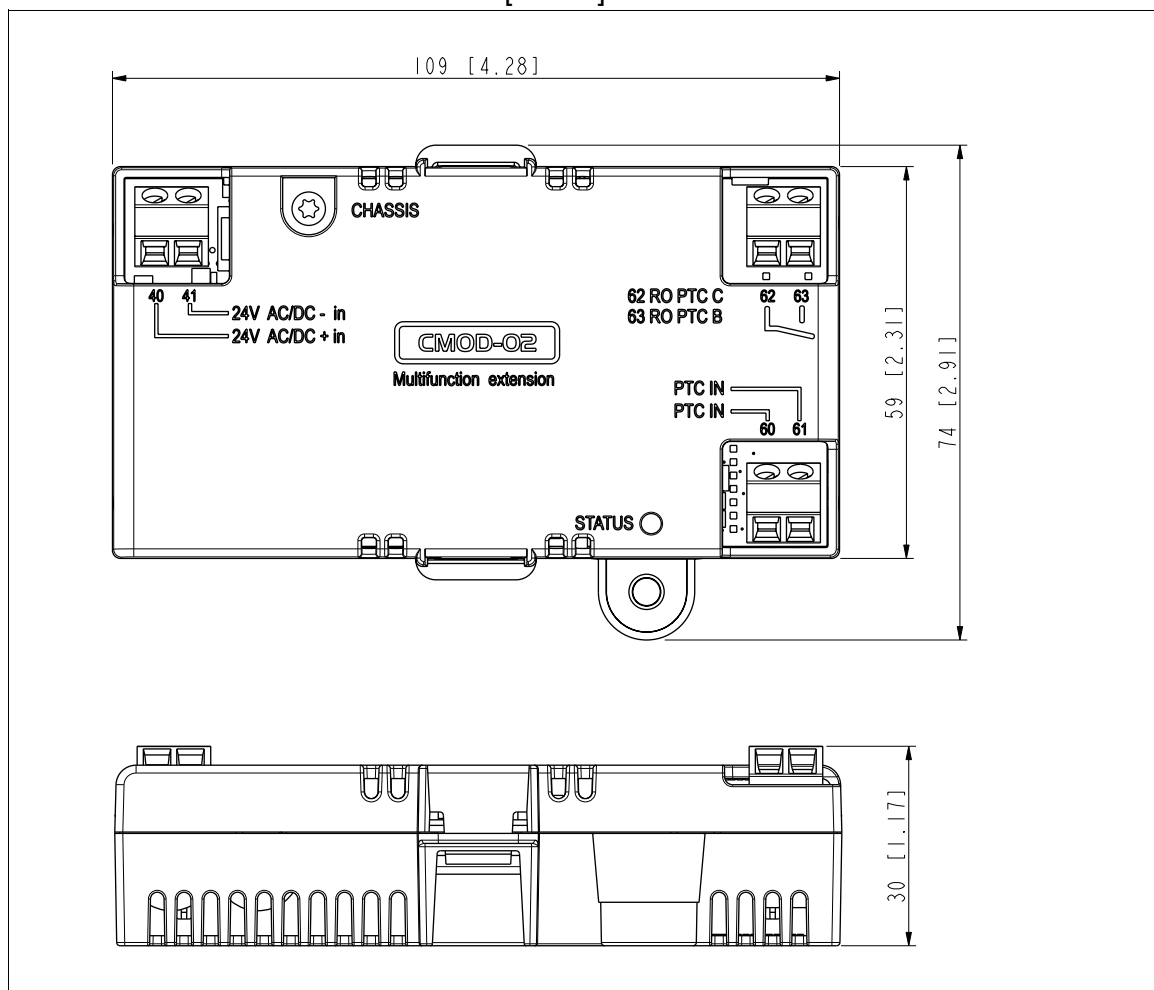 109 [4.28]
CHASSIS
40 41
24V AC/DC - in
24V AC/DC + in
62 RO PTC C
63 RO PTC B
62 63
CMOD-02
Multifunction extension
PTC IN
PTC IN
60 61
STATUS
59 [2.31]
74 [2.91]
30 [1.17]